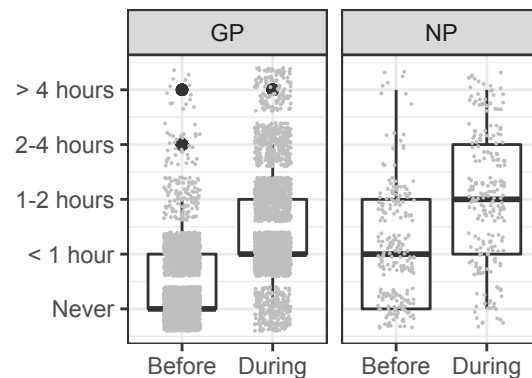 GP NP
> 4 hours
2-4 hours
1-2 hours
< 1 hour
Never
Before During Before During